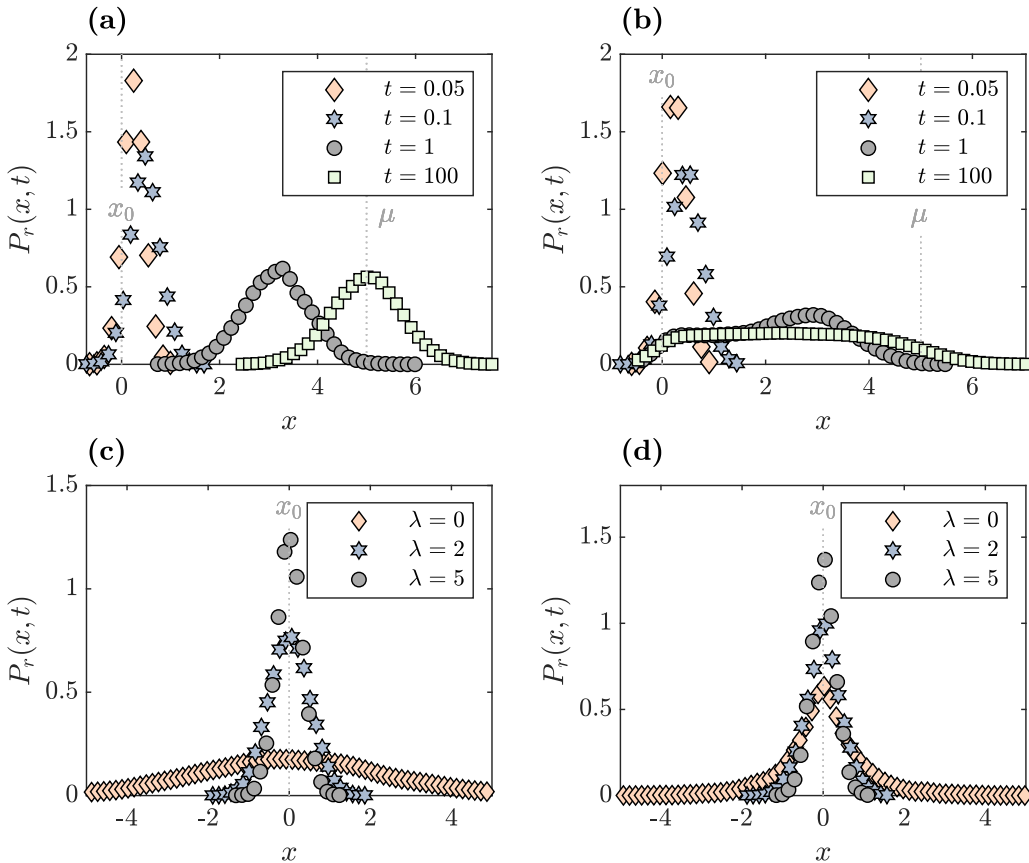 (a)
2
1.5
1
0.5
0
P_r(x, t)
x_0
μ
t = 0.05
t = 0.1
t = 1
t = 100
0 2 4 6
x
(b)
2
1.5
1
0.5
0
P_r(x, t)
x_0
μ
t = 0.05
t = 0.1
t = 1
t = 100
0 2 4 6
x
(c)
1.5
1
0.5
0
P_r(x, t)
x_0
λ = 0
λ = 2
λ = 5
-4 -2 0 2 4
x
(d)
1.5
1
0.5
0
P_r(x, t)
x_0
λ = 0
λ = 2
λ = 5
-4 -2 0 2 4
x